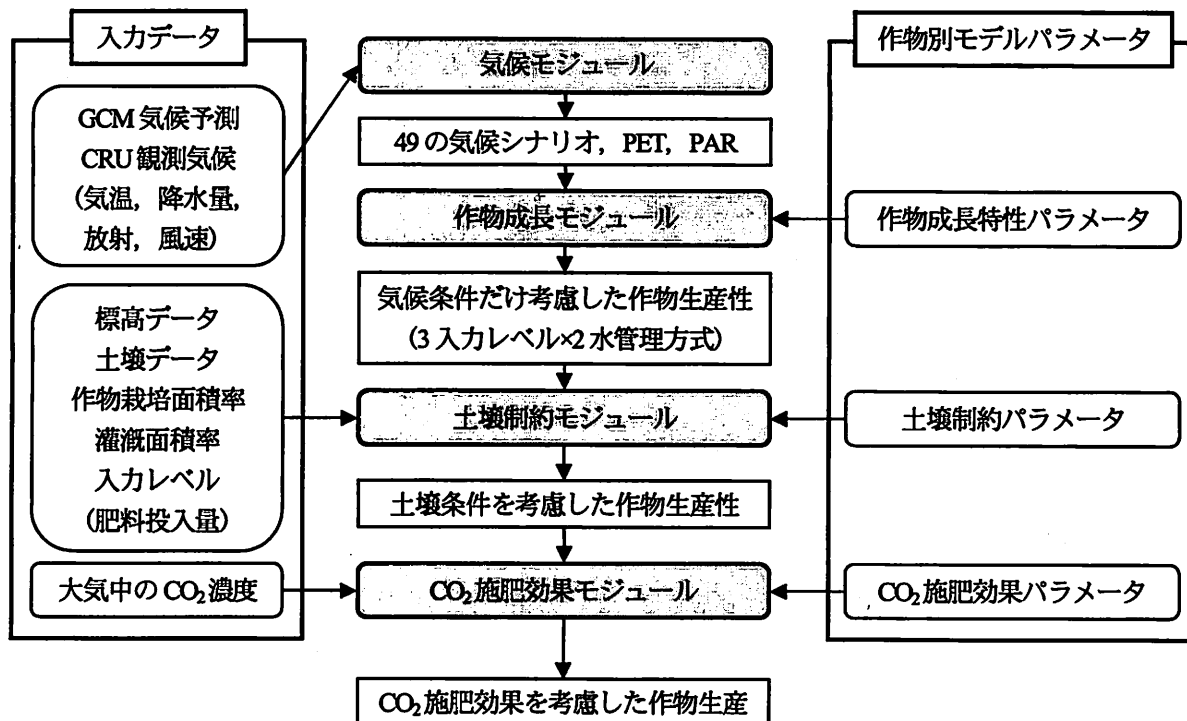 入力データ
GCM 気候予測
CRU 観測気候
(気温, 降水量,
放射, 風速)
標高データ
土壌データ
作物栽培面積率
灌漑面積率
入力レベル
(肥料投入量)
大気中の CO₂ 濃度
気候モジュール
49 の気候シナリオ, PET, PAR
作物成長モジュール
気候条件だけ考慮した作物生産性
(3 入力レベル×2 水管理方式)
土壌制約モジュール
土壌条件を考慮した作物生産性
CO₂ 施肥効果モジュール
CO₂ 施肥効果を考慮した作物生産
作物別モデルパラメータ
作物成長特性パラメータ
土壌制約パラメータ
CO₂ 施肥効果パラメータ